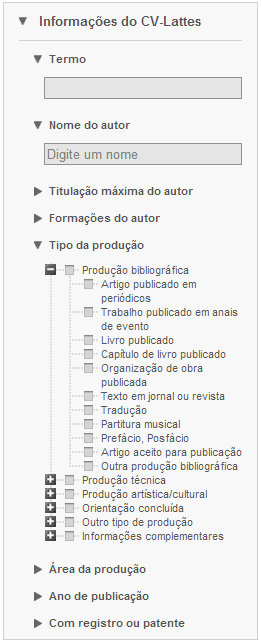 Informações do CV-Lattes
Termo
Nome do autor
Digite um nome
Titulação máxima do autor
Formações do autor
Tipo da produção
Produção bibliográfica
Artigo publicado em
periódicos
Trabalho publicado em anais
de evento
Livro publicado
Capítulo de livro publicado
Organização de obra
publicada
Texto em jornal ou revista
Tradução
Partitura musical
Prefácio, Posfácio
Artigo aceito para publicação
Outra produção bibliográfica
Produção técnica
Produção artística/cultural
Orientação concluída
Outro tipo de produção
Informações complementares
Área da produção
Ano de publicação
Com registro ou patente